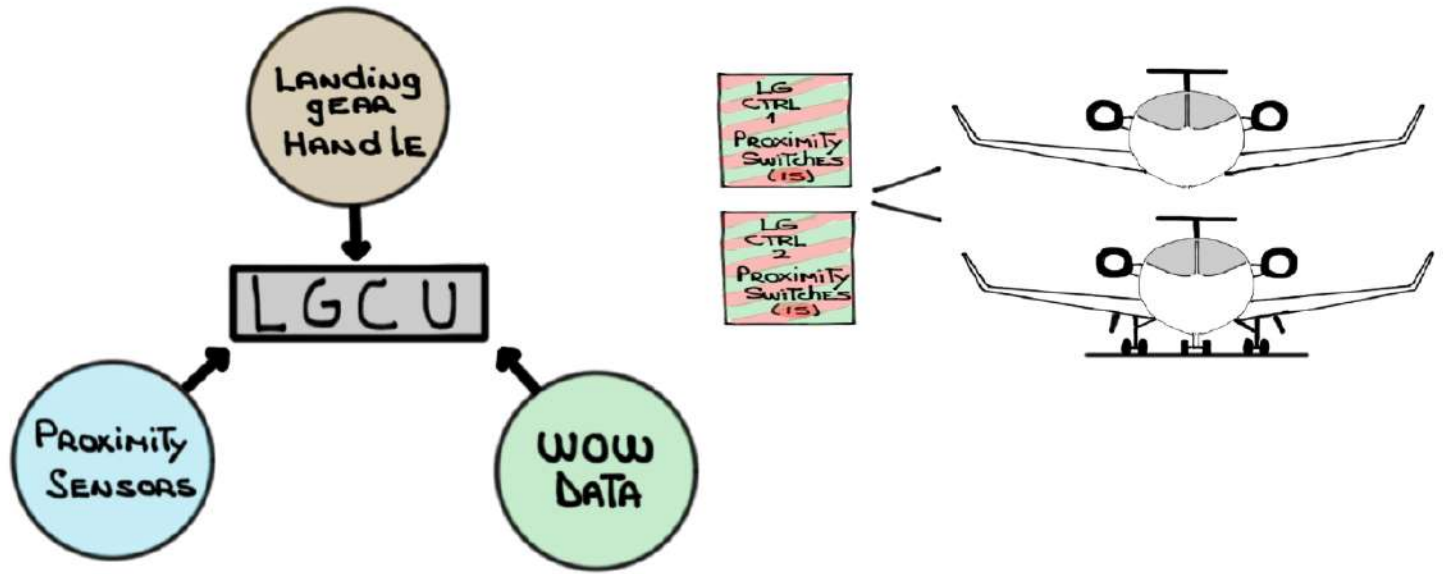 LANdiNg
gEAR
HANdLE
LGCU
PROXiMiTy
SENSORS
WOW
DATA
LG
CTRL
1
PROXiMiTy
SwiTchES
(15)
LG
CTRL
2
PROXiMiTy
SwiTchES
(15)